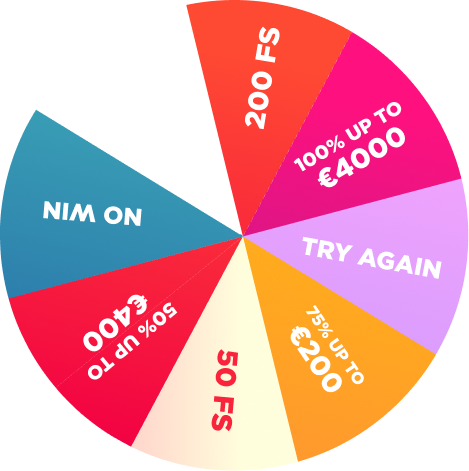 200 FS
100% UP TO
€4000
TRY AGAIN
75% UP TO
€200
50 FS
50% UP TO
€400
NO WIN